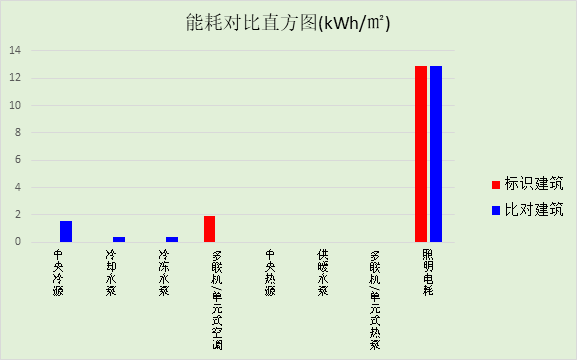 能耗对比直方图(kWh/㎡)
14
12
10
8
6
4
2
0
中央冷源
冷却水泵
冷冻水泵
多联机/单元式空调
中央热源
供暖水泵
多联机/单元式热泵
照明电耗
标识建筑
比对建筑